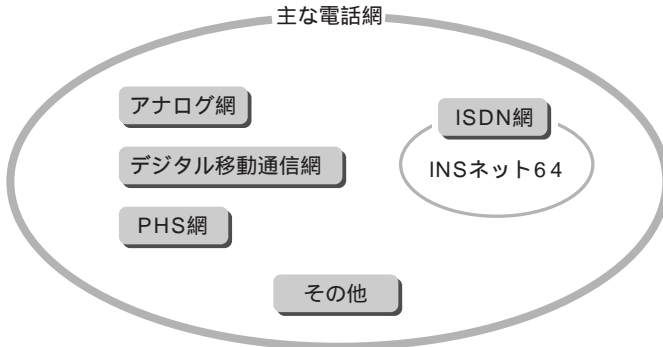 主な電話網
アナログ網
ISDN網
デジタル移動通信網
INSネット64
PHS網
その他